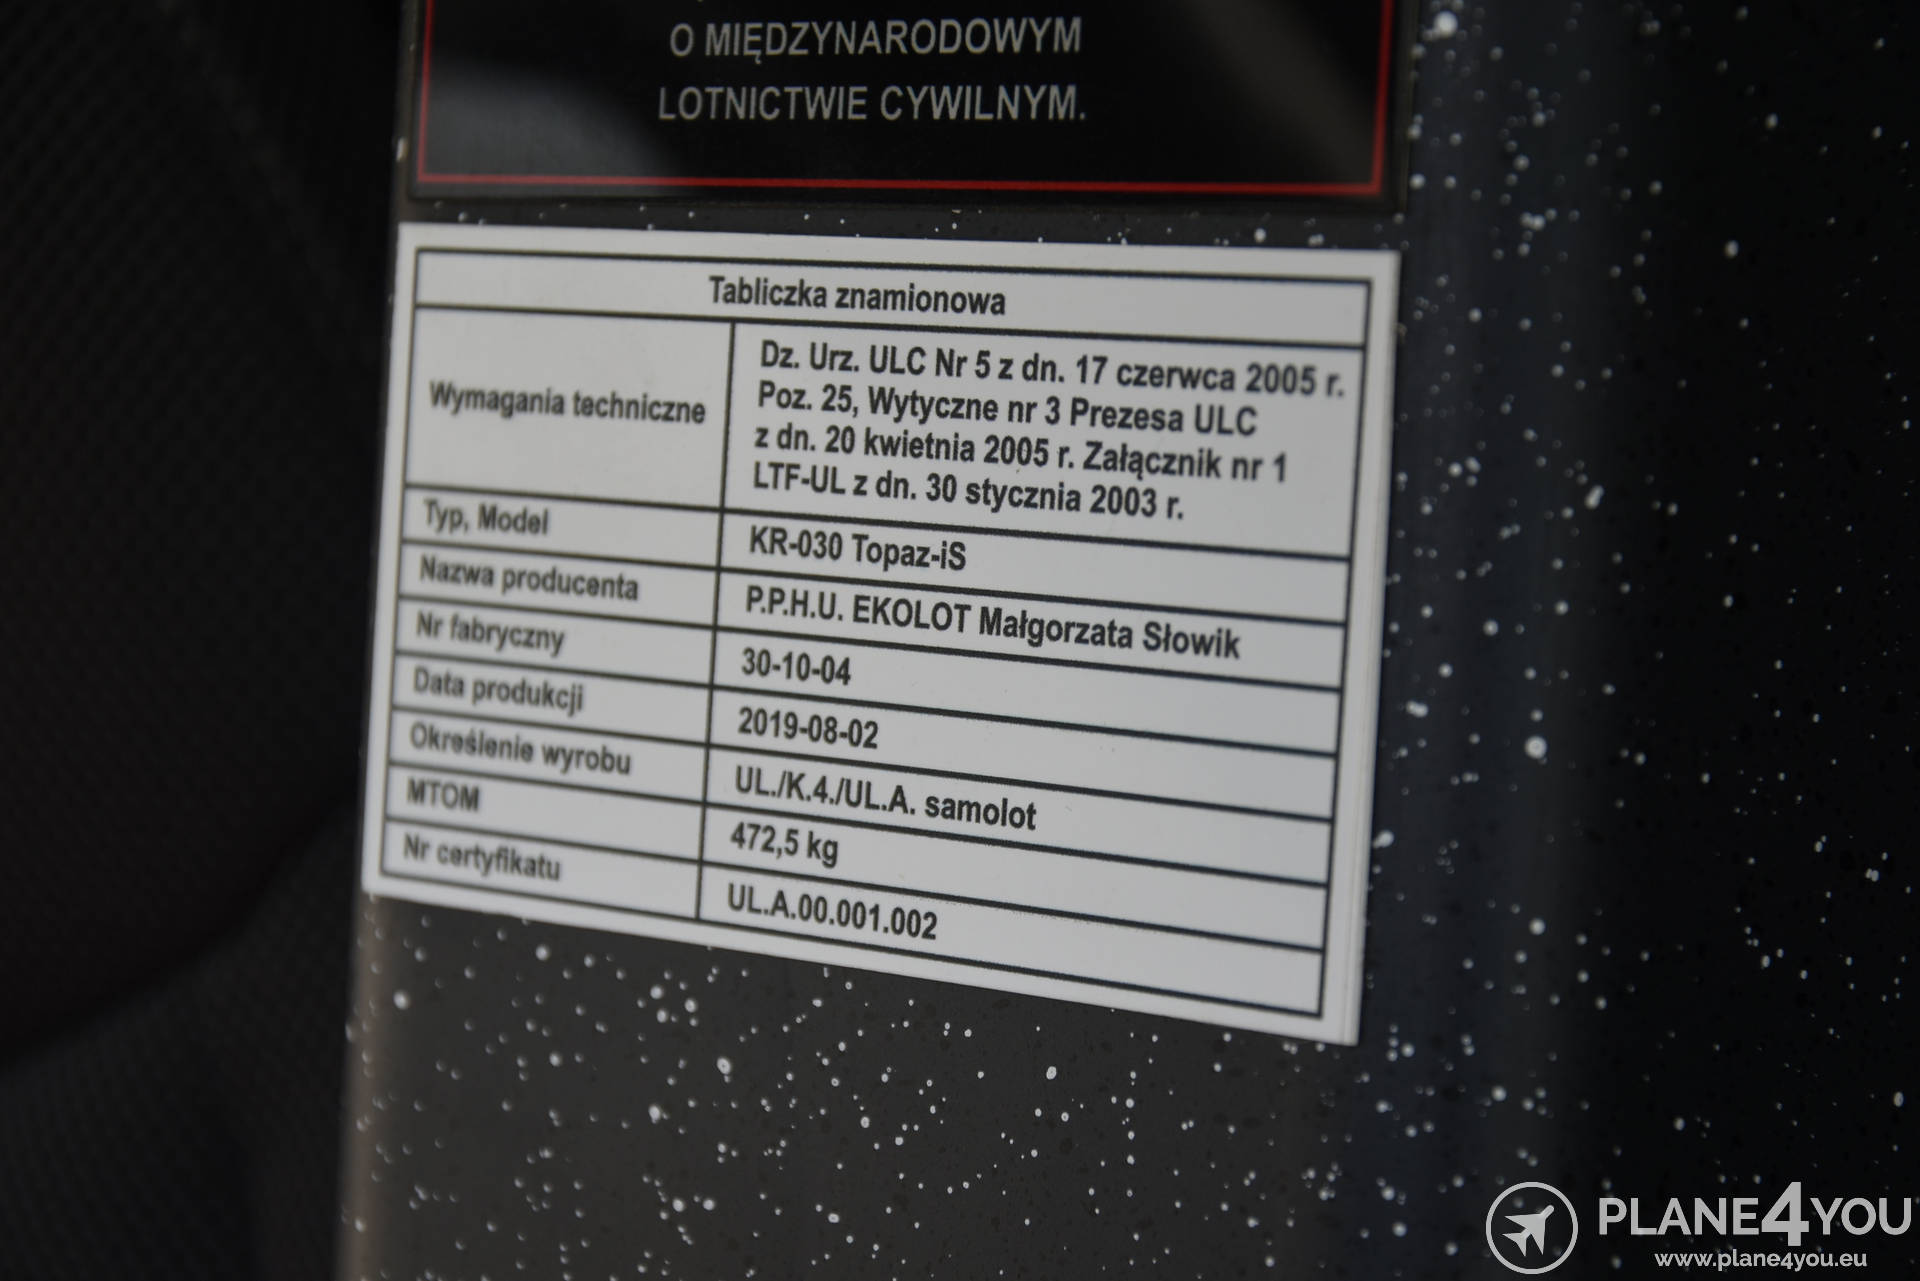 O MIĘDZYNARODOWYM
LOTNICTWIE CYWILNYM.
Tabliczka znamionowa
Wymagania techniczne
Dz. Urz. ULC Nr 5 z dn. 17 czerwca 2005 r.
Poz. 25, Wytyczne nr 3 Prezesa ULC
z dn. 20 kwietnia 2005 r. Załącznik nr 1
LTF-UL z dn. 30 stycznia 2003 r.
Typ, Model
KR-030 Topaz-iS
Nazwa producenta
P.P.H.U. EKOLOT Małgorzata Słowik
Nr fabryczny
30-10-04
Data produkcji
2019-08-02
Określenie wyrobu
UL./K.4./UL.A. samolot
MTOM
472,5 kg
Nr certyfikatu
UL.A.00.001.002
PLANE4YOU
www.plane4you.eu